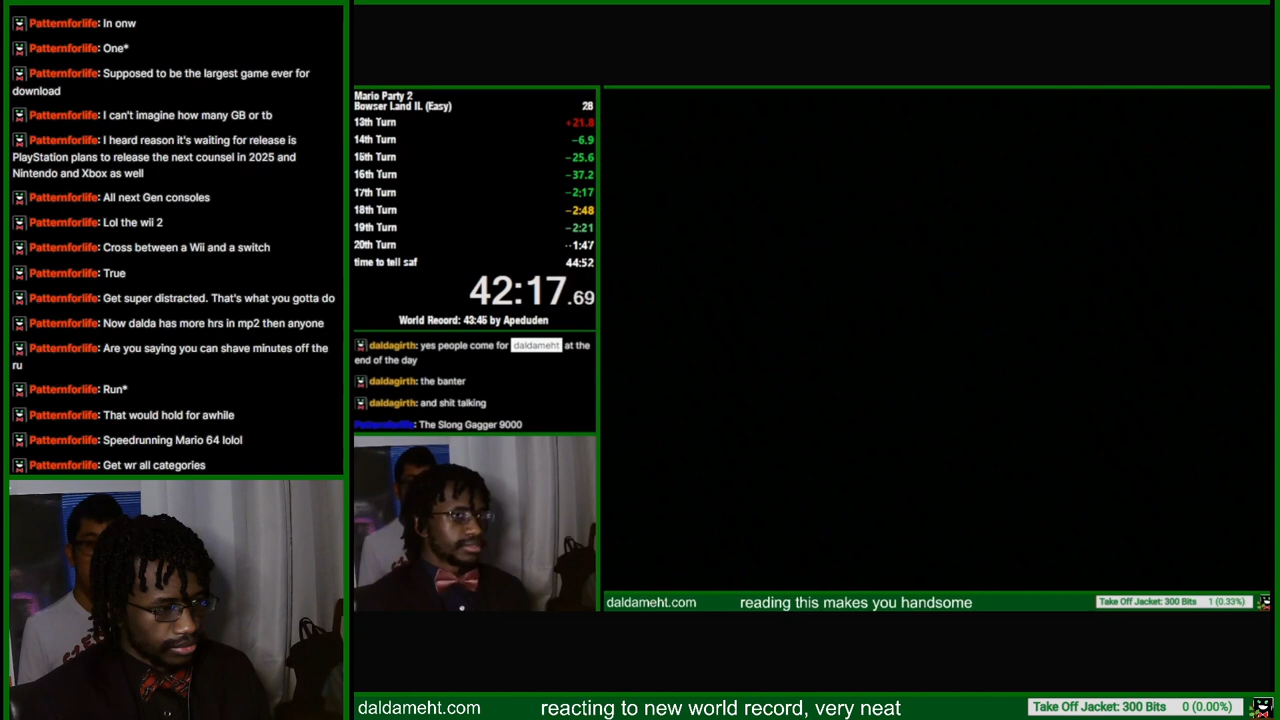 Patternforlife: In onw
Patternforlife: One*
Patternforlife: Supposed to be the largest game ever for
download
Patternforlife: I can't imagine how many GB or tb
Patternforlife: I heard reason it's waiting for release is
PlayStation plans to release the next counsel in 2025 and
Nintendo and Xbox as well
Patternforlife: All next Gen consoles
Patternforlife: Lol the wii 2
Patternforlife: Cross between a Wii and a switch
Patternforlife: True
Patternforlife: Get super distracted. That's what you gotta do
Patternforlife: Now dalda has more hrs in mp2 then anyone
Patternforlife: Are you saying you can shave minutes off the
ru
Patternforlife: Run*
Patternforlife: That would hold for awhile
Patternforlife: Speedrunning Mario 64 lolol
Patternforlife: Get wr all categories
Mario Party 2
Bowser Land II. (Easy) 28
13th Turn +21.8
14th Turn −6.9
15th Turn −25.6
16th Turn −37.2
17th Turn −2:17
18th Turn −2:48
19th Turn −2:21
20th Turn −1:47
time to tell saf 44:52
42:17.69
World Record: 43:45 by Apeduden
daldagirth: yes people come for daldameht at the
end of the day
daldagirth: the banter
daldagirth: and shit talking
Patternforlife: The Slong Gagger 9000
daldameht.com reading this makes you handsome Take Off Jacket: 300 Bits 1 (0.33%)
daldameht.com reacting to new world record, very neat Take Off Jacket: 300 Bits 0 (0.00%)